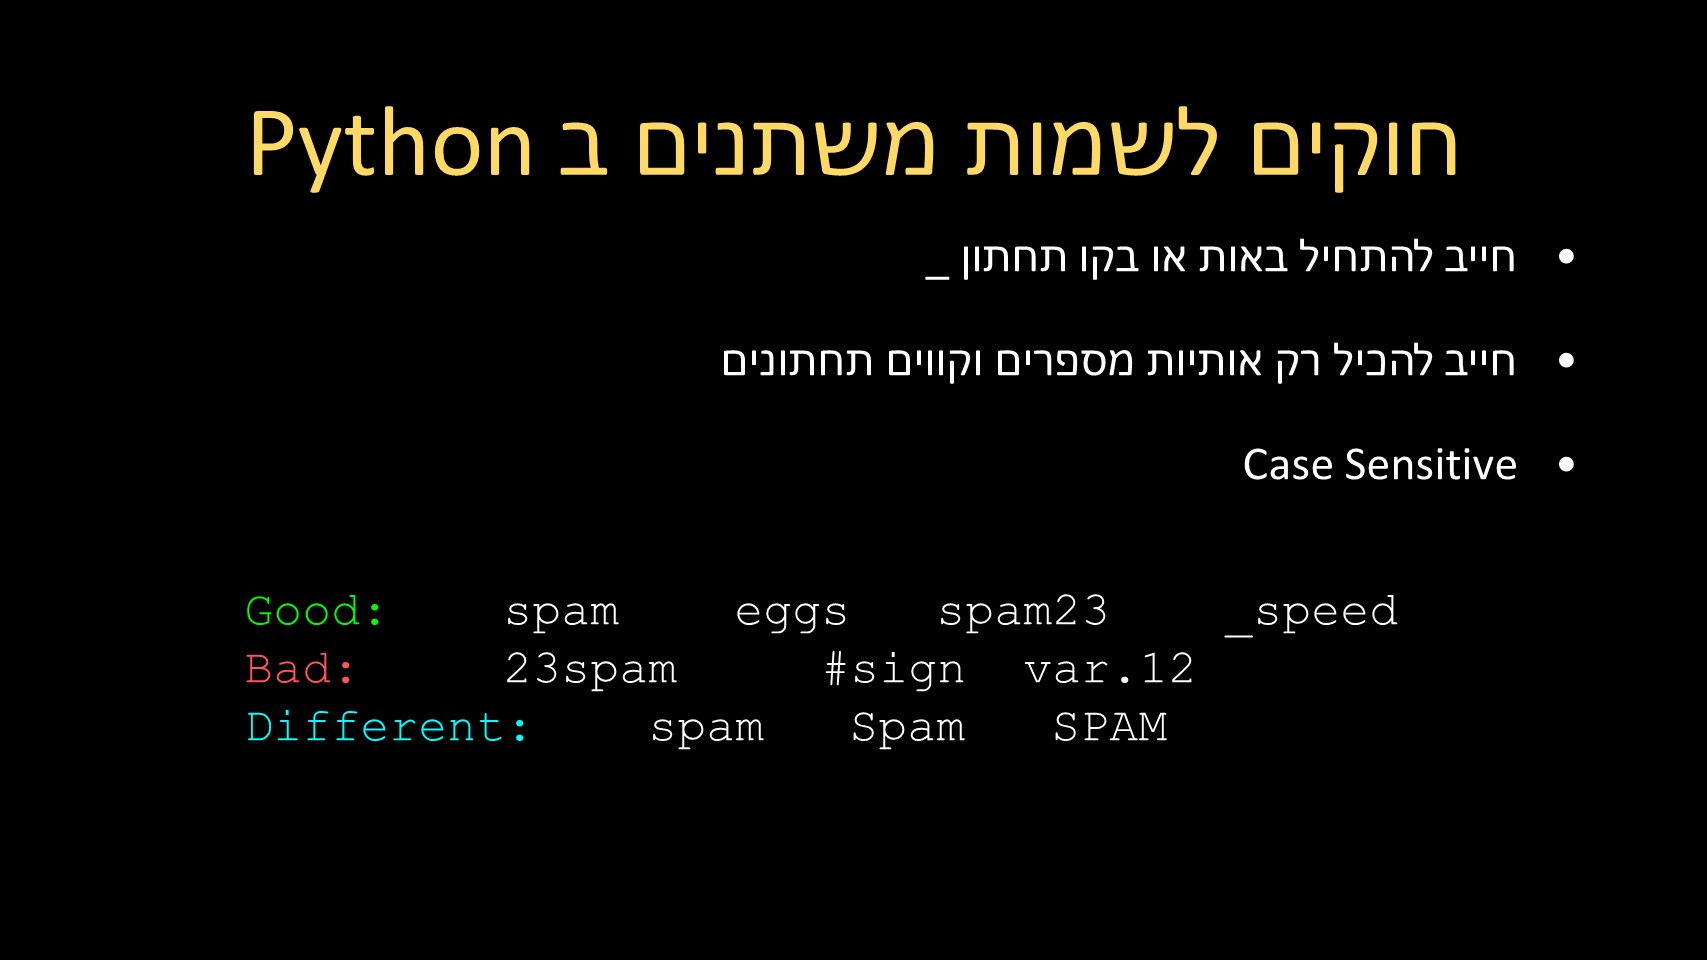 חוקים לשמות משתנים ב Python
• חייב להתחיל באות או בקו תחתון _
• חייב להכיל רק אותיות מספרים וקווים תחתונים
• Case Sensitive
Good: spam eggs spam23 _speed
Bad: 23spam #sign var.12
Different: spam Spam SPAM